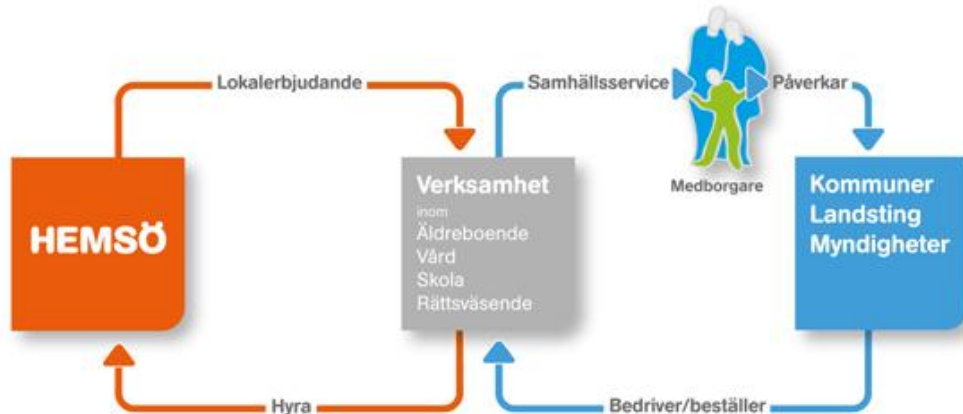 Lokalerbjudande
Samhällsservice
Påverkar
Medborgare
HEMSÖ
Verksamhet
inom
Äldreboende
Vård
Skola
Rättsväsende
Kommuner
Landsting
Myndigheter
Hyra
Bedriver/beställer